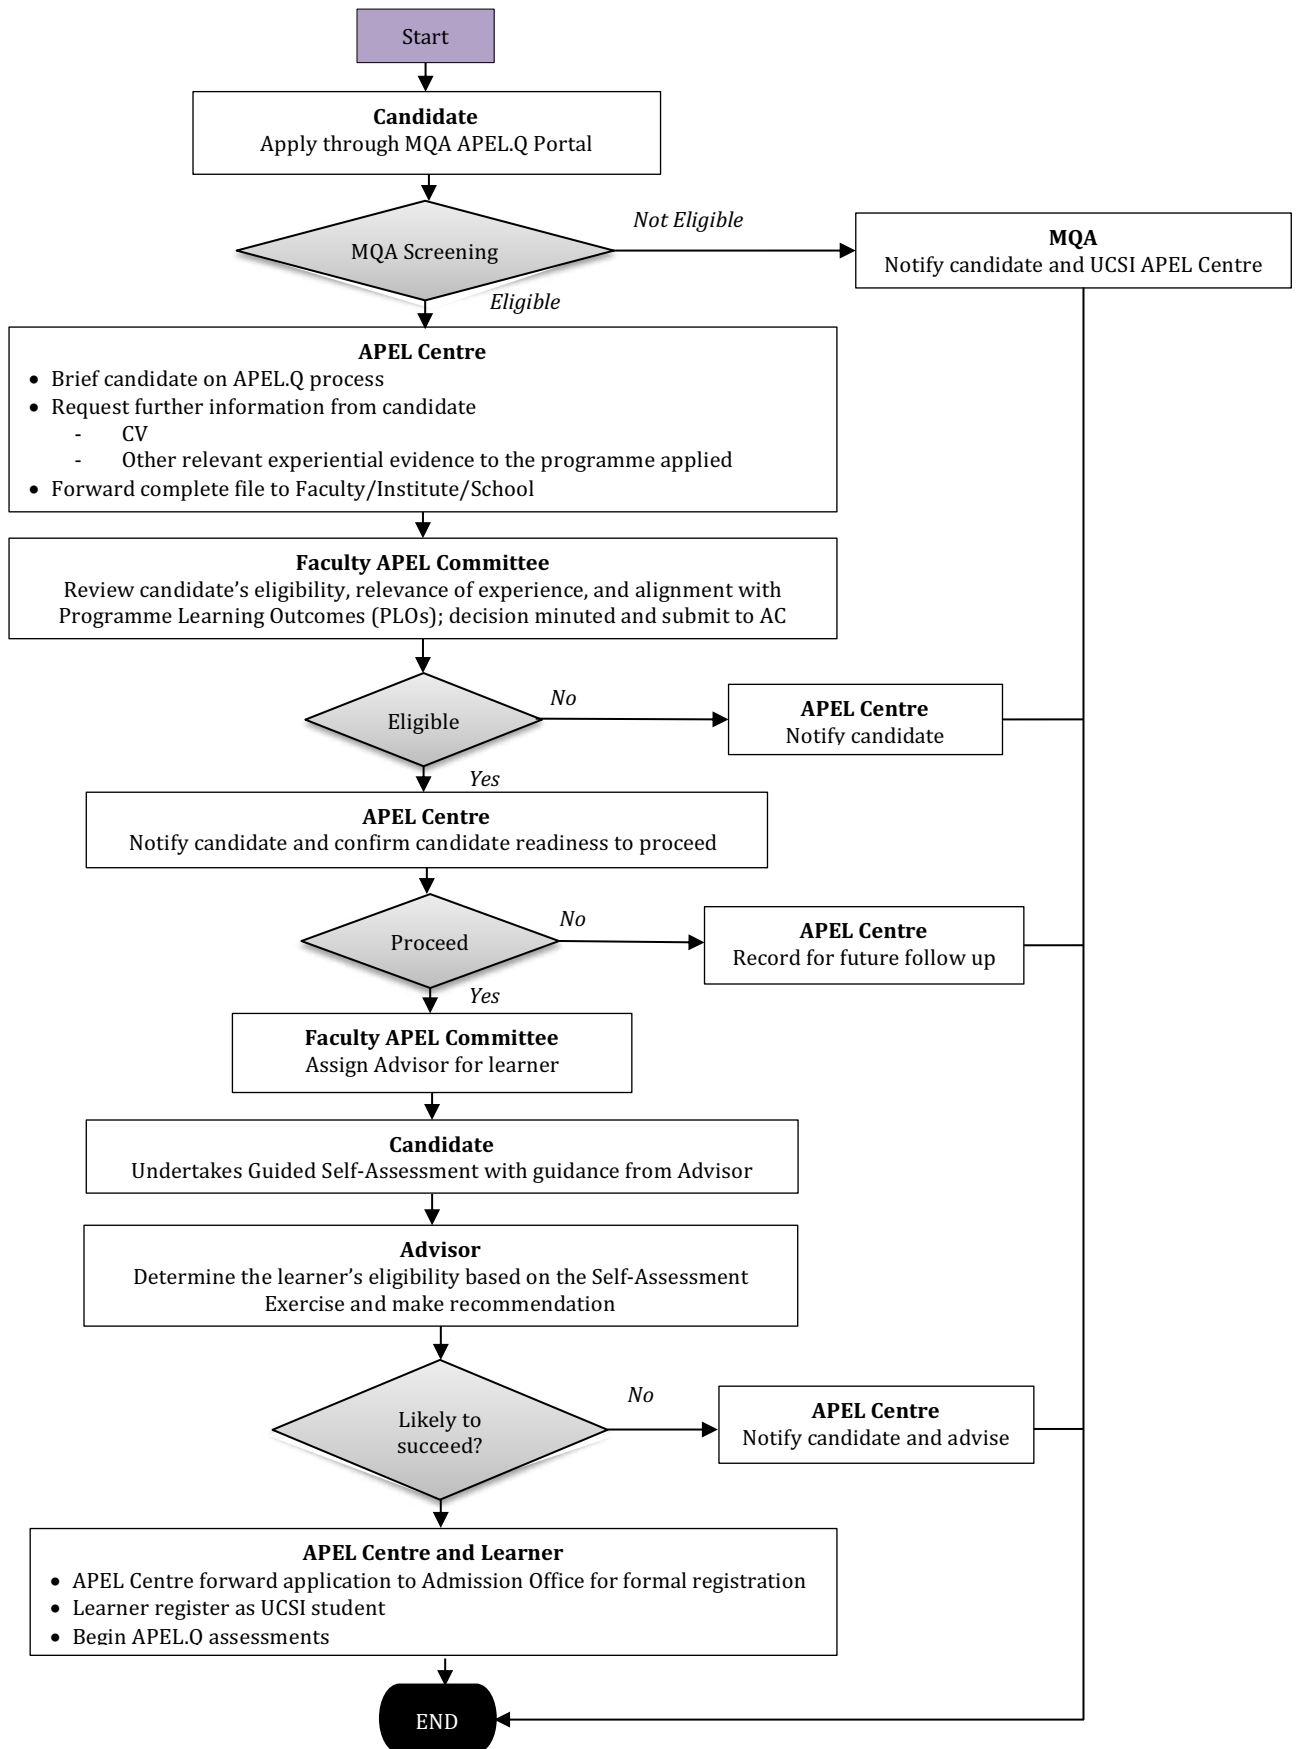 Start
Candidate
Apply through MQA APEL.Q Portal
MQA Screening
Not Eligible
MQA
Notify candidate and UCSI APEL Centre
Eligible
APEL Centre
• Brief candidate on APEL.Q process
• Request further information from candidate
- CV
- Other relevant experiential evidence to the programme applied
• Forward complete file to Faculty/Institute/School
Faculty APEL Committee
Review candidate’s eligibility, relevance of experience, and alignment with
Programme Learning Outcomes (PLOs); decision minuted and submit to AC
Eligible
No
APEL Centre
Notify candidate
Yes
APEL Centre
Notify candidate and confirm candidate readiness to proceed
Proceed
No
APEL Centre
Record for future follow up
Yes
Faculty APEL Committee
Assign Advisor for learner
Candidate
Undertakes Guided Self-Assessment with guidance from Advisor
Advisor
Determine the learner’s eligibility based on the Self-Assessment
Exercise and make recommendation
Likely to
succeed?
No
APEL Centre
Notify candidate and advise
APEL Centre and Learner
• APEL Centre forward application to Admission Office for formal registration
• Learner register as UCSI student
• Begin APEL.Q assessments
END